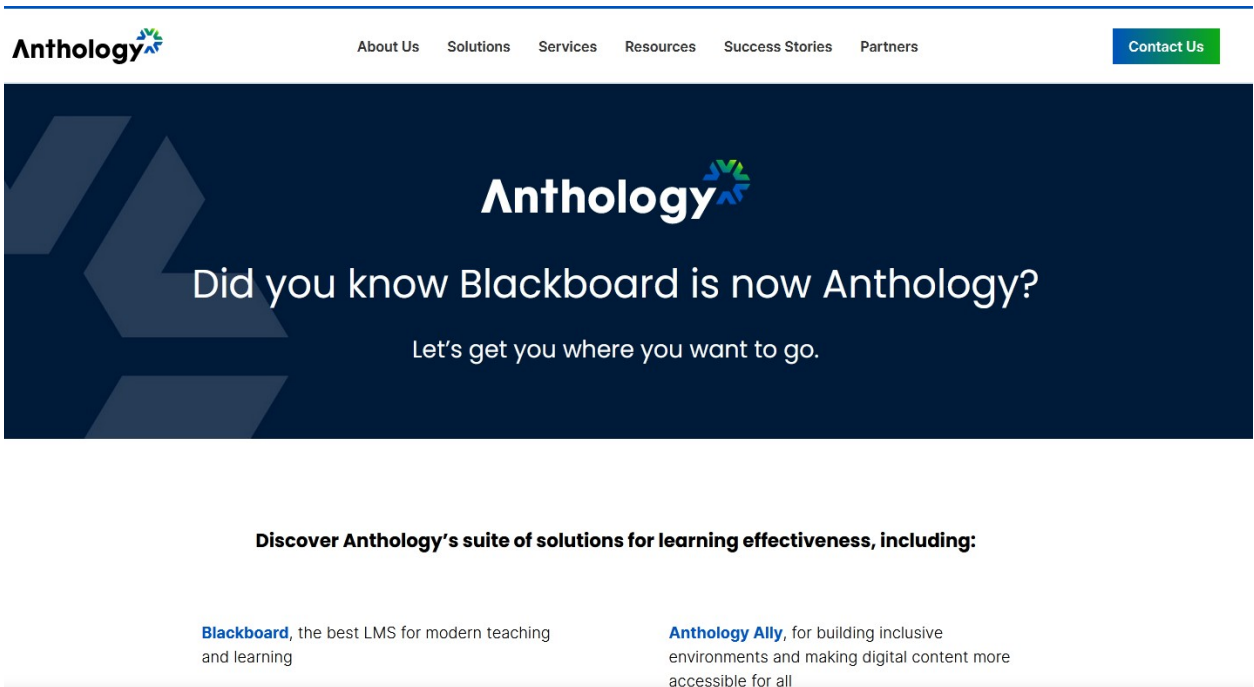 Anthology
About Us Solutions Services Resources Success Stories Partners
Contact Us
Anthology
Did you know Blackboard is now Anthology?
Let's get you where you want to go.
Discover Anthology's suite of solutions for learning effectiveness, including:
Blackboard, the best LMS for modern teaching
and learning
Anthology Ally, for building inclusive
environments and making digital content more
accessible for all